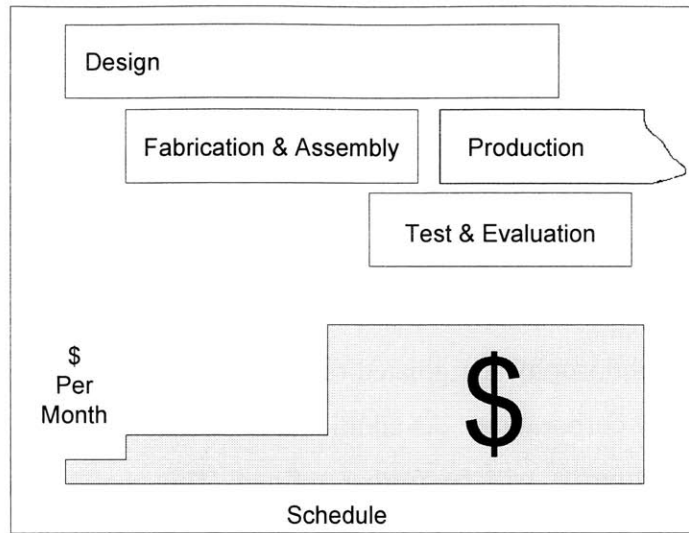 Design
Fabrication & Assembly
Production
Test & Evaluation
$
Per
Month
$
Schedule